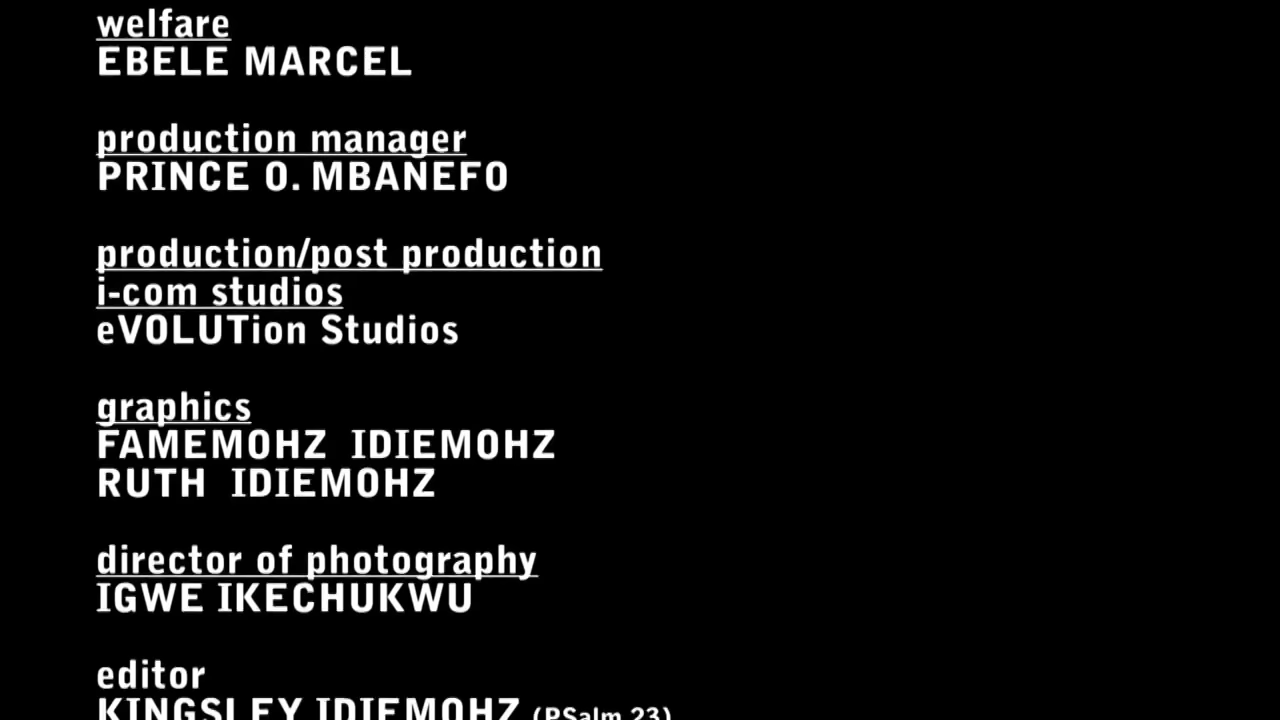 welfare
EBELE MARCEL
production manager
PRINCE O. MBANEFO
production/post production
i-com studios
eVOLUTion Studios
graphics
FAMEMOHZ IDIEMOHZ
RUTH IDIEMOHZ
director of photography
IGWE IKECHUKWU
editor
KINGSLEY IDIEMOHZ (PSalm 23)